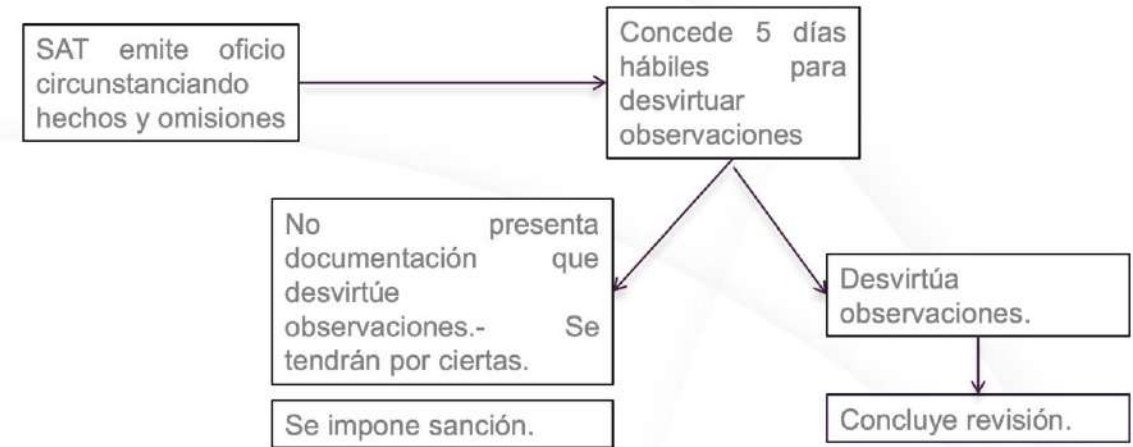 SAT emite oficio
circunstanciando
hechos y omisiones
Concede 5 días
hábiles para
desvirtuar
observaciones
No presenta
documentación que
desvirtúe
observaciones.- Se
tendrán por ciertas.
Se impone sanción.
Desvirtúa
observaciones.
Concluye revisión.